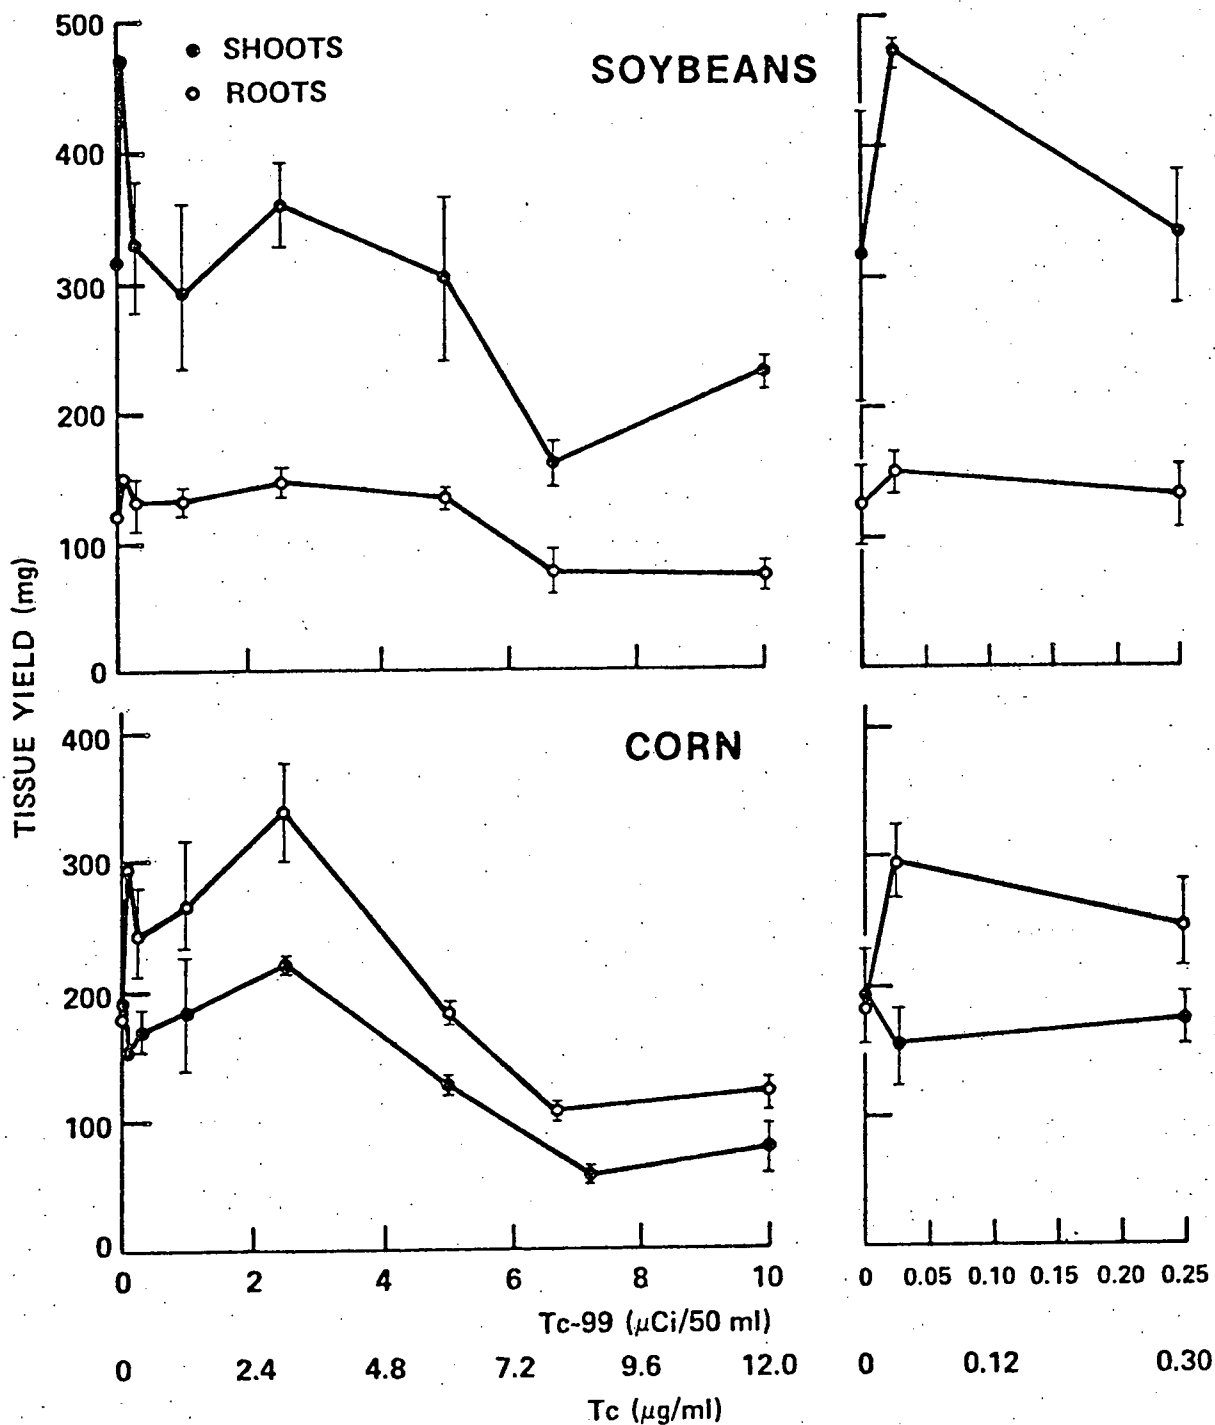 500
SHOOTS
ROOTS
SOYBEANS
400
300
200
100
0
TISSUE YIELD (mg)
CORN
400
300
200
100
0
0 2 4 6 8 10
0 0.05 0.10 0.15 0.20 0.25
Tc-99 (μCi/50 ml)
0 2.4 4.8 7.2 9.6 12.0
0 0.12 0.30
Tc (μg/ml)